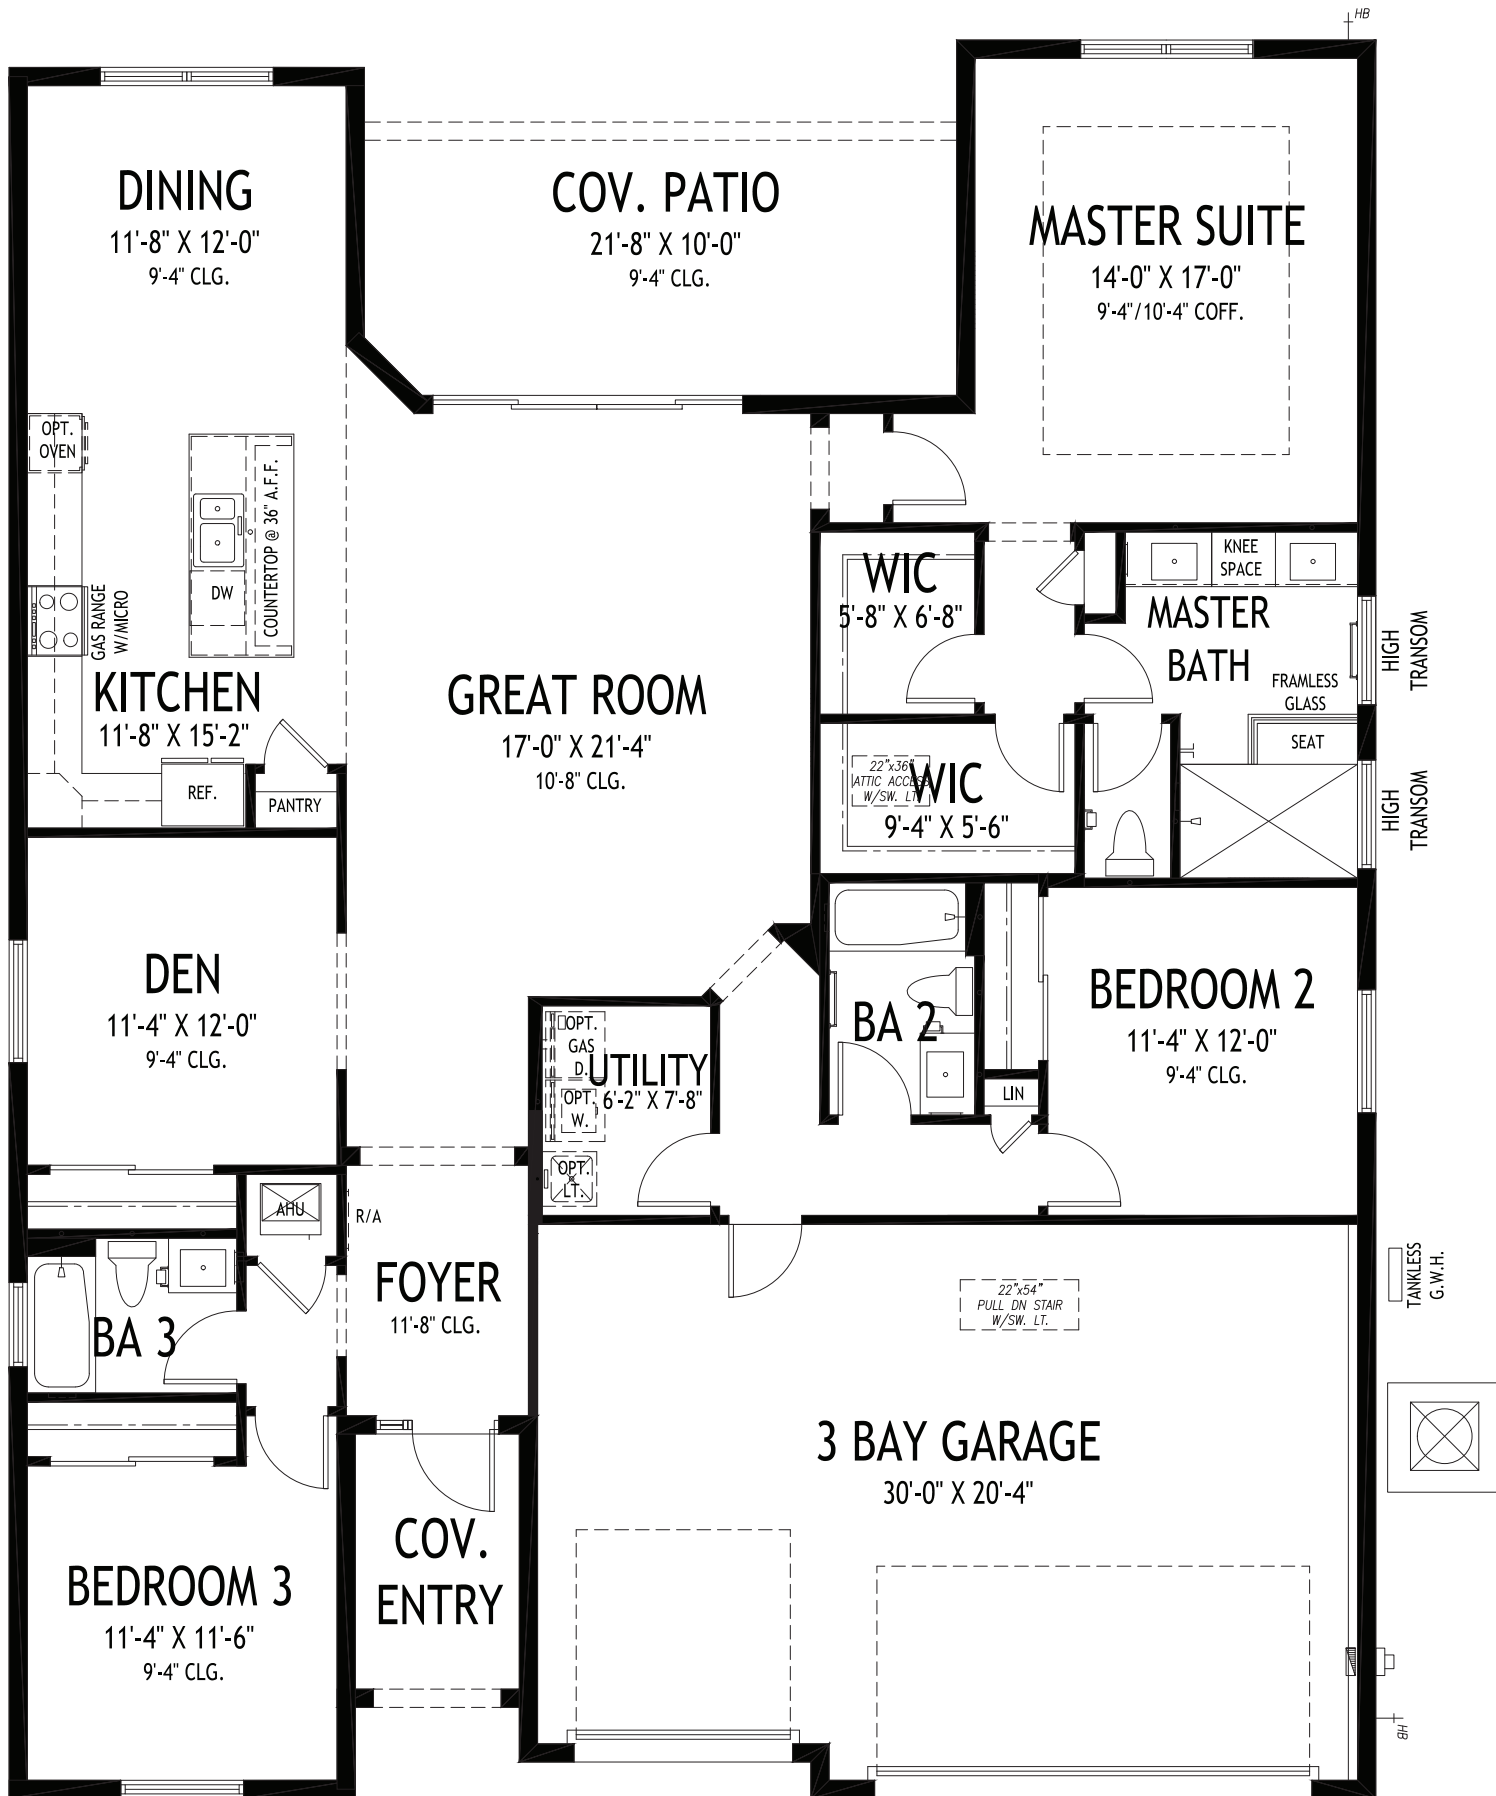 HB
DINING
11'-8" X 12'-0"
9'-4" CLG.
COV. PATIO
21'-8" X 10'-0"
9'-4" CLG.
MASTER SUITE
14'-0" X 17'-0"
9'-4"/10'-4" COFF.
OPT.
OVEN
COUNTERTOP @ 36" A.F.F.
DW
GAS RANGE
W/MICRO
KITCHEN
11'-8" X 15'-2"
REF.
PANTRY
GREAT ROOM
17'-0" X 21'-4"
10'-8" CLG.
WIC
5'-8" X 6'-8"
KNEE
SPACE
MASTER
BATH
FRAMLESS
GLASS
SEAT
HIGH
TRANSOM
HIGH
TRANSOM
22"x36"
ATTIC ACCESS
W/SW. LT.
WIC
9'-4" X 5'-6"
DEN
11'-4" X 12'-0"
9'-4" CLG.
OPT.
GAS
D.
UTILITY
6'-2" X 7'-8"
OPT.
W.
OPT.
LT.
BA 2
LIN
BEDROOM 2
11'-4" X 12'-0"
9'-4" CLG.
AHU
R/A
FOYER
11'-8" CLG.
BA 3
22"x54"
PULL DN STAIR
W/SW. LT.
TANKLESS
G.W.H.
3 BAY GARAGE
30'-0" X 20'-4"
COV.
ENTRY
BEDROOM 3
11'-4" X 11'-6"
9'-4" CLG.
HB